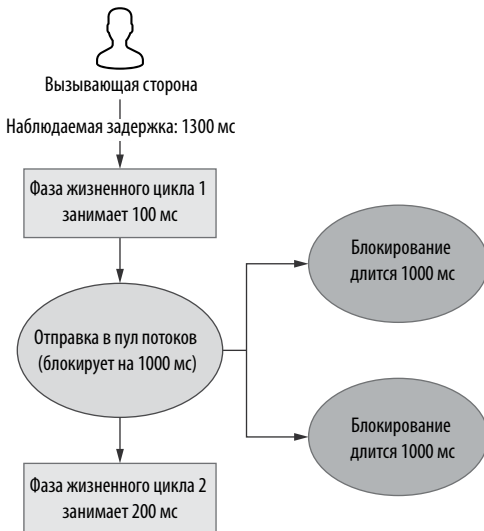 Вызывающая сторона
Наблюдаемая задержка: 1300 мс
Фаза жизненного цикла 1
занимает 100 мс
Блокирование
длится 1000 мс
Отправка в пул потоков
(блокирует на 1000 мс)
Блокирование
длится 1000 мс
Фаза жизненного цикла 2
занимает 200 мс